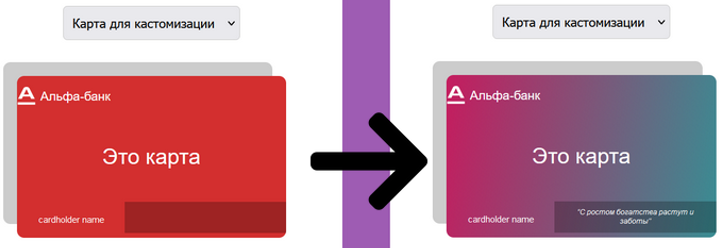 Карта для кастомизации
А Альфа-банк
Это карта
cardholder name
Карта для кастомизации
А Альфа-банк
Это карта
cardholder name
"С ростом богатства растут и
заботы"